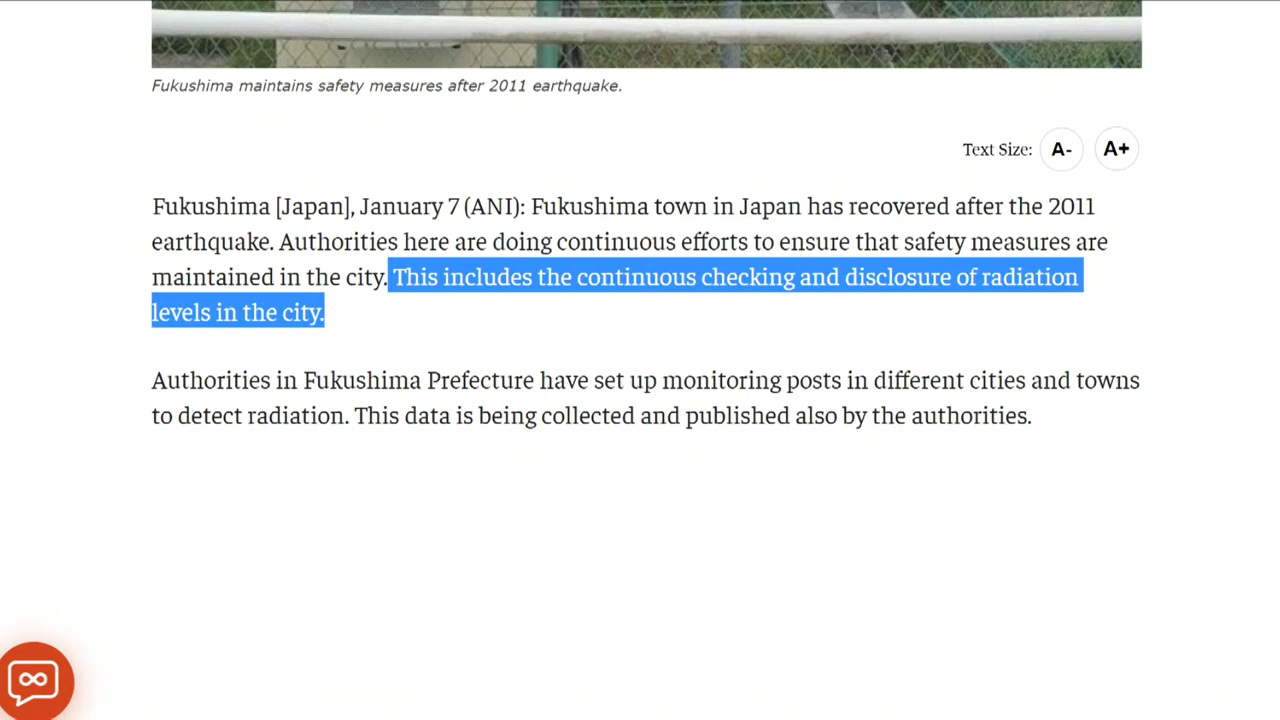 Fukushima maintains safety measures after 2011 earthquake.
Text Size: A- A+
Fukushima [Japan], January 7 (ANI): Fukushima town in Japan has recovered after the 2011
earthquake. Authorities here are doing continuous efforts to ensure that safety measures are
maintained in the city. This includes the continuous checking and disclosure of radiation
levels in the city.
Authorities in Fukushima Prefecture have set up monitoring posts in different cities and towns
to detect radiation. This data is being collected and published also by the authorities.